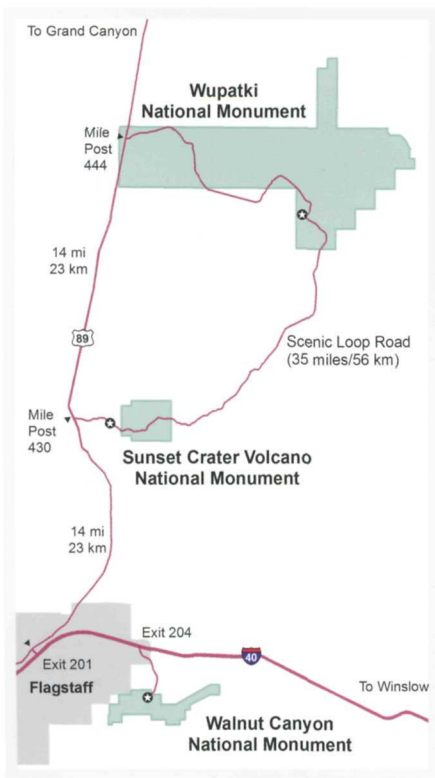 To Grand Canyon
Wupatki
National Monument
Mile
Post
444
14 mi
23 km
89
Scenic Loop Road
(35 miles/56 km)
Mile
Post
430
Sunset Crater Volcano
National Monument
14 mi
23 km
Exit 204
40
Exit 201
Flagstaff
To Winslow
Walnut Canyon
National Monument